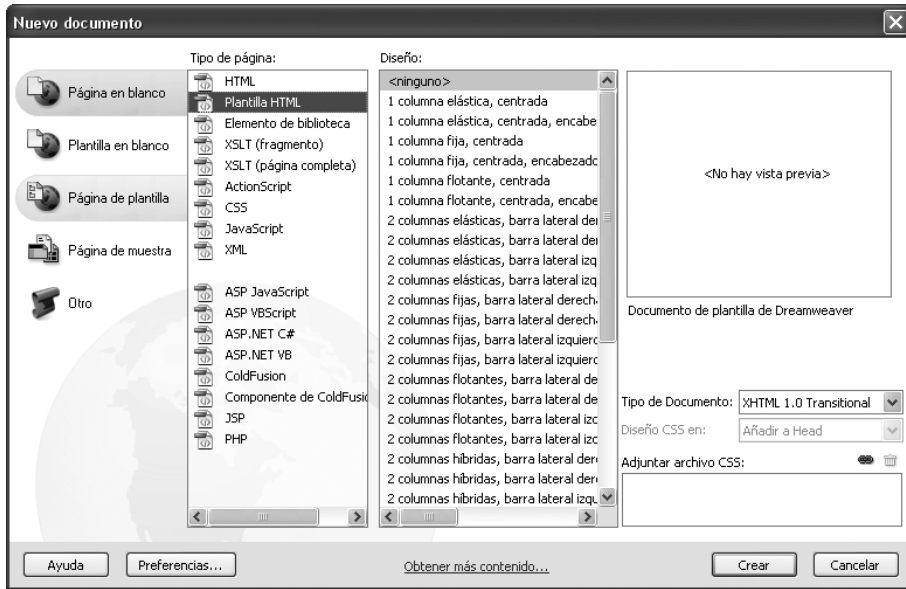 Nuevo documento
Tipo de página:
Diseño:
Página en blanco
Plantilla en blanco
Página de plantilla
Página de muestra
Otro
HTML
Plantilla HTML
Elemento de biblioteca
XSLT (fragmento)
XSLT (página completa)
ActionScript
CSS
JavaScript
XML
ASP JavaScript
ASP VBScript
ASP.NET C#
ASP.NET VB
ColdFusion
Componente de ColdFusic
JSP
PHP
<ninguno>
1 columna elástica, centrada
1 columna elástica, centrada, encabe
1 columna fija, centrada
1 columna fija, centrada, encabezadc
1 columna flotante, centrada
1 columna flotante, centrada, encabe
2 columnas elásticas, barra lateral der
2 columnas elásticas, barra lateral der
2 columnas elásticas, barra lateral izq
2 columnas elásticas, barra lateral izq
2 columnas fijas, barra lateral derech
2 columnas fijas, barra lateral derech
2 columnas fijas, barra lateral izquierc
2 columnas fijas, barra lateral izquierc
2 columnas flotantes, barra lateral de
2 columnas flotantes, barra lateral de
2 columnas flotantes, barra lateral izc
2 columnas flotantes, barra lateral izc
2 columnas híbridas, barra lateral der
2 columnas híbridas, barra lateral der
2 columnas híbridas, barra lateral izqu
<No hay vista previa>
Documento de plantilla de Dreamweaver
Tipo de Documento: XHTML 1.0 Transitional
Diseño CSS en: Añadir a Head
Adjuntar archivo CSS:
Ayuda
Preferencias...
Obtener más contenido...
Crear
Cancelar